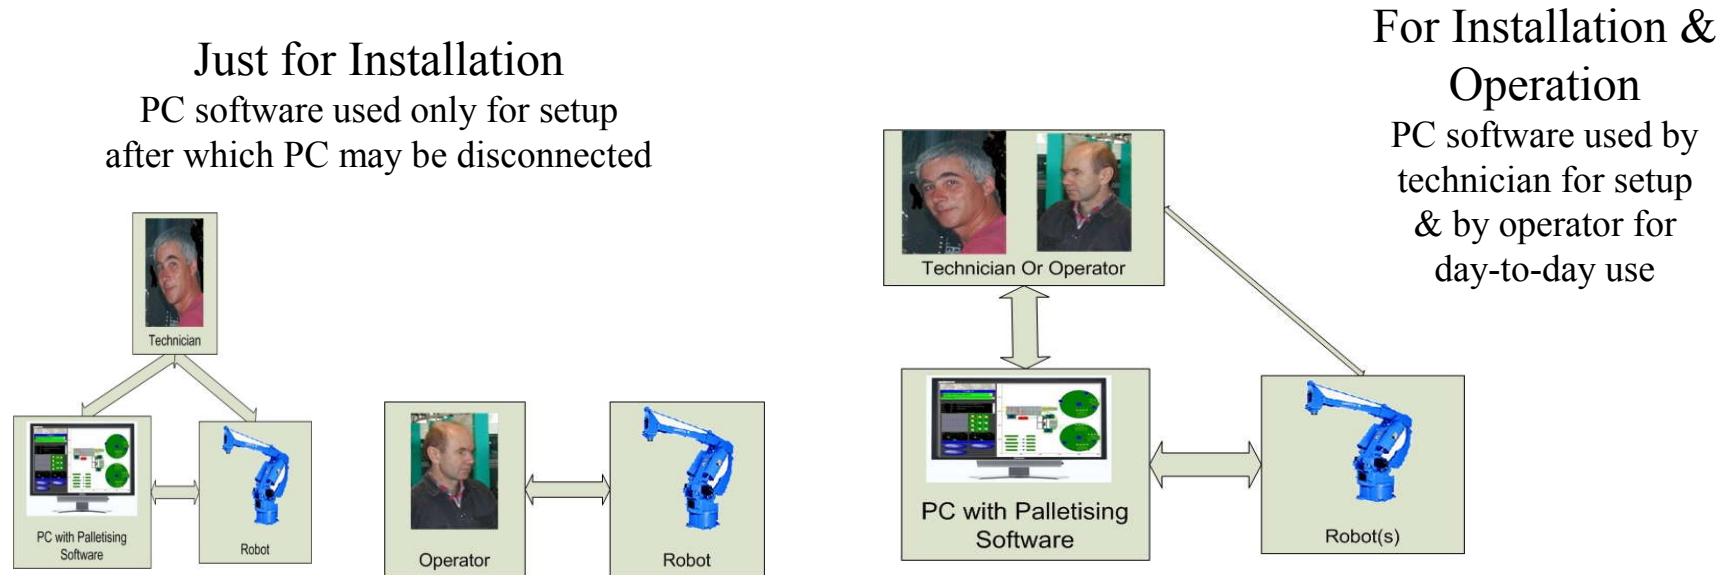 Just for Installation
PC software used only for setup
after which PC may be disconnected
Technician
PC with Palletising
Software
Robot
Operator
Robot
For Installation &
Operation
PC software used by
technician for setup
& by operator for
day-to-day use
Technician Or Operator
PC with Palletising
Software
Robot(s)